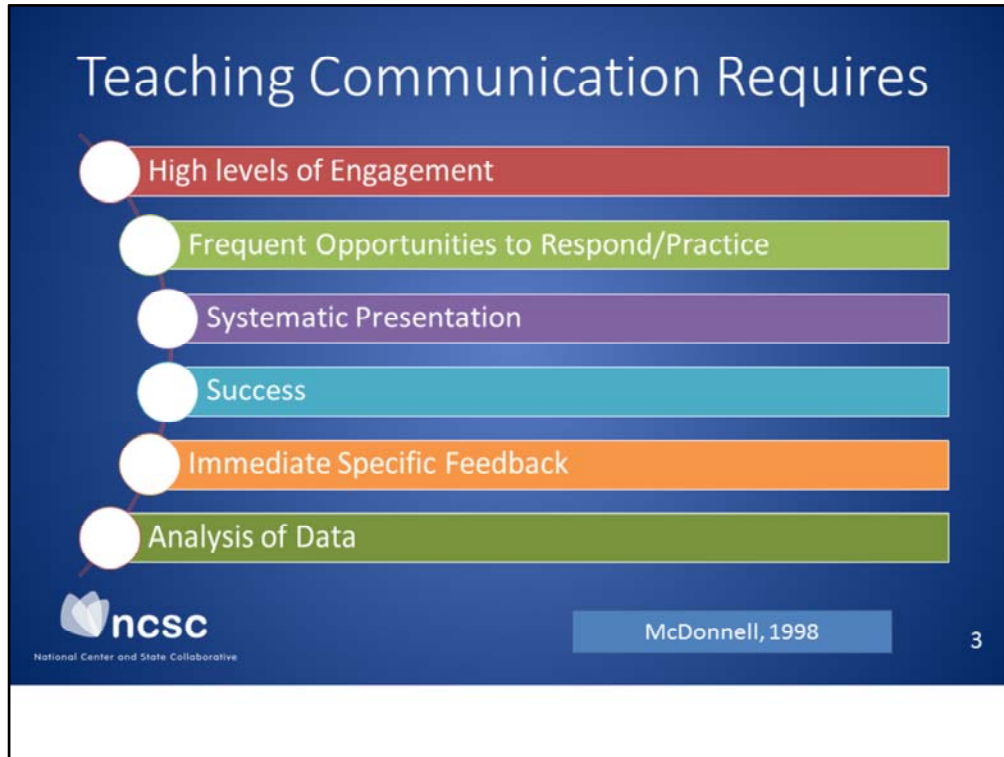 Teaching Communication Requires
High levels of Engagement
Frequent Opportunities to Respond/Practice
Systematic Presentation
Success
Immediate Specific Feedback
Analysis of Data
ncsc
National Center and State Collaborative
McDonnell, 1998
3